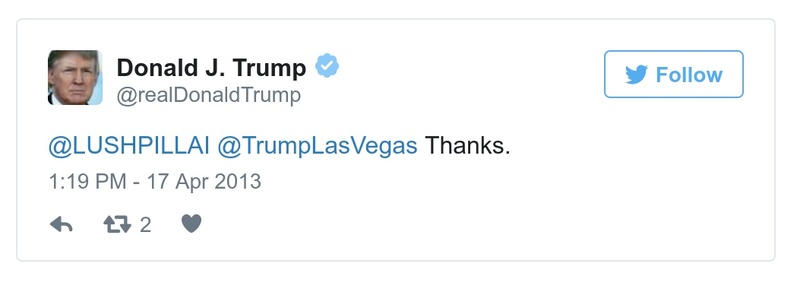 Donald J. Trump
@realDonaldTrump
Follow
@LUSHPILLAI @TrumpLasVegas Thanks.
1:19 PM - 17 Apr 2013
2